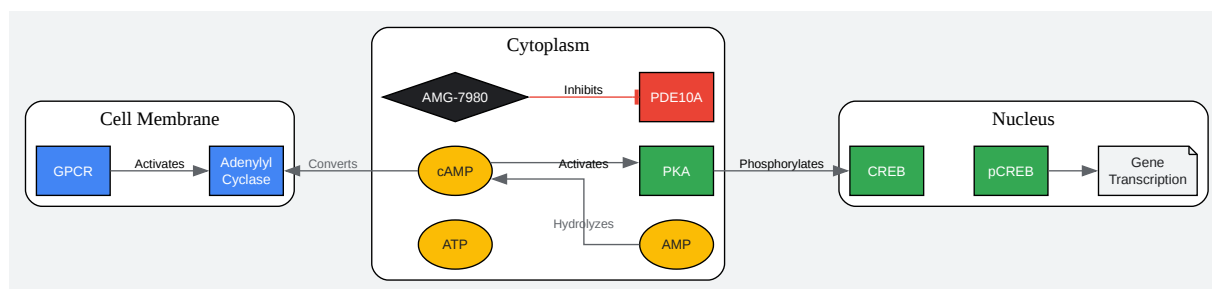 Cell Membrane
GPCR
Activates
Adenylyl
Cyclase
Converts
Cytoplasm
AMG-7980
Inhibits
PDE10A
cAMP
Activates
PKA
Hydrolyzes
ATP
AMP
Phosphorylates
Nucleus
CREB
pCREB
Gene
Transcription